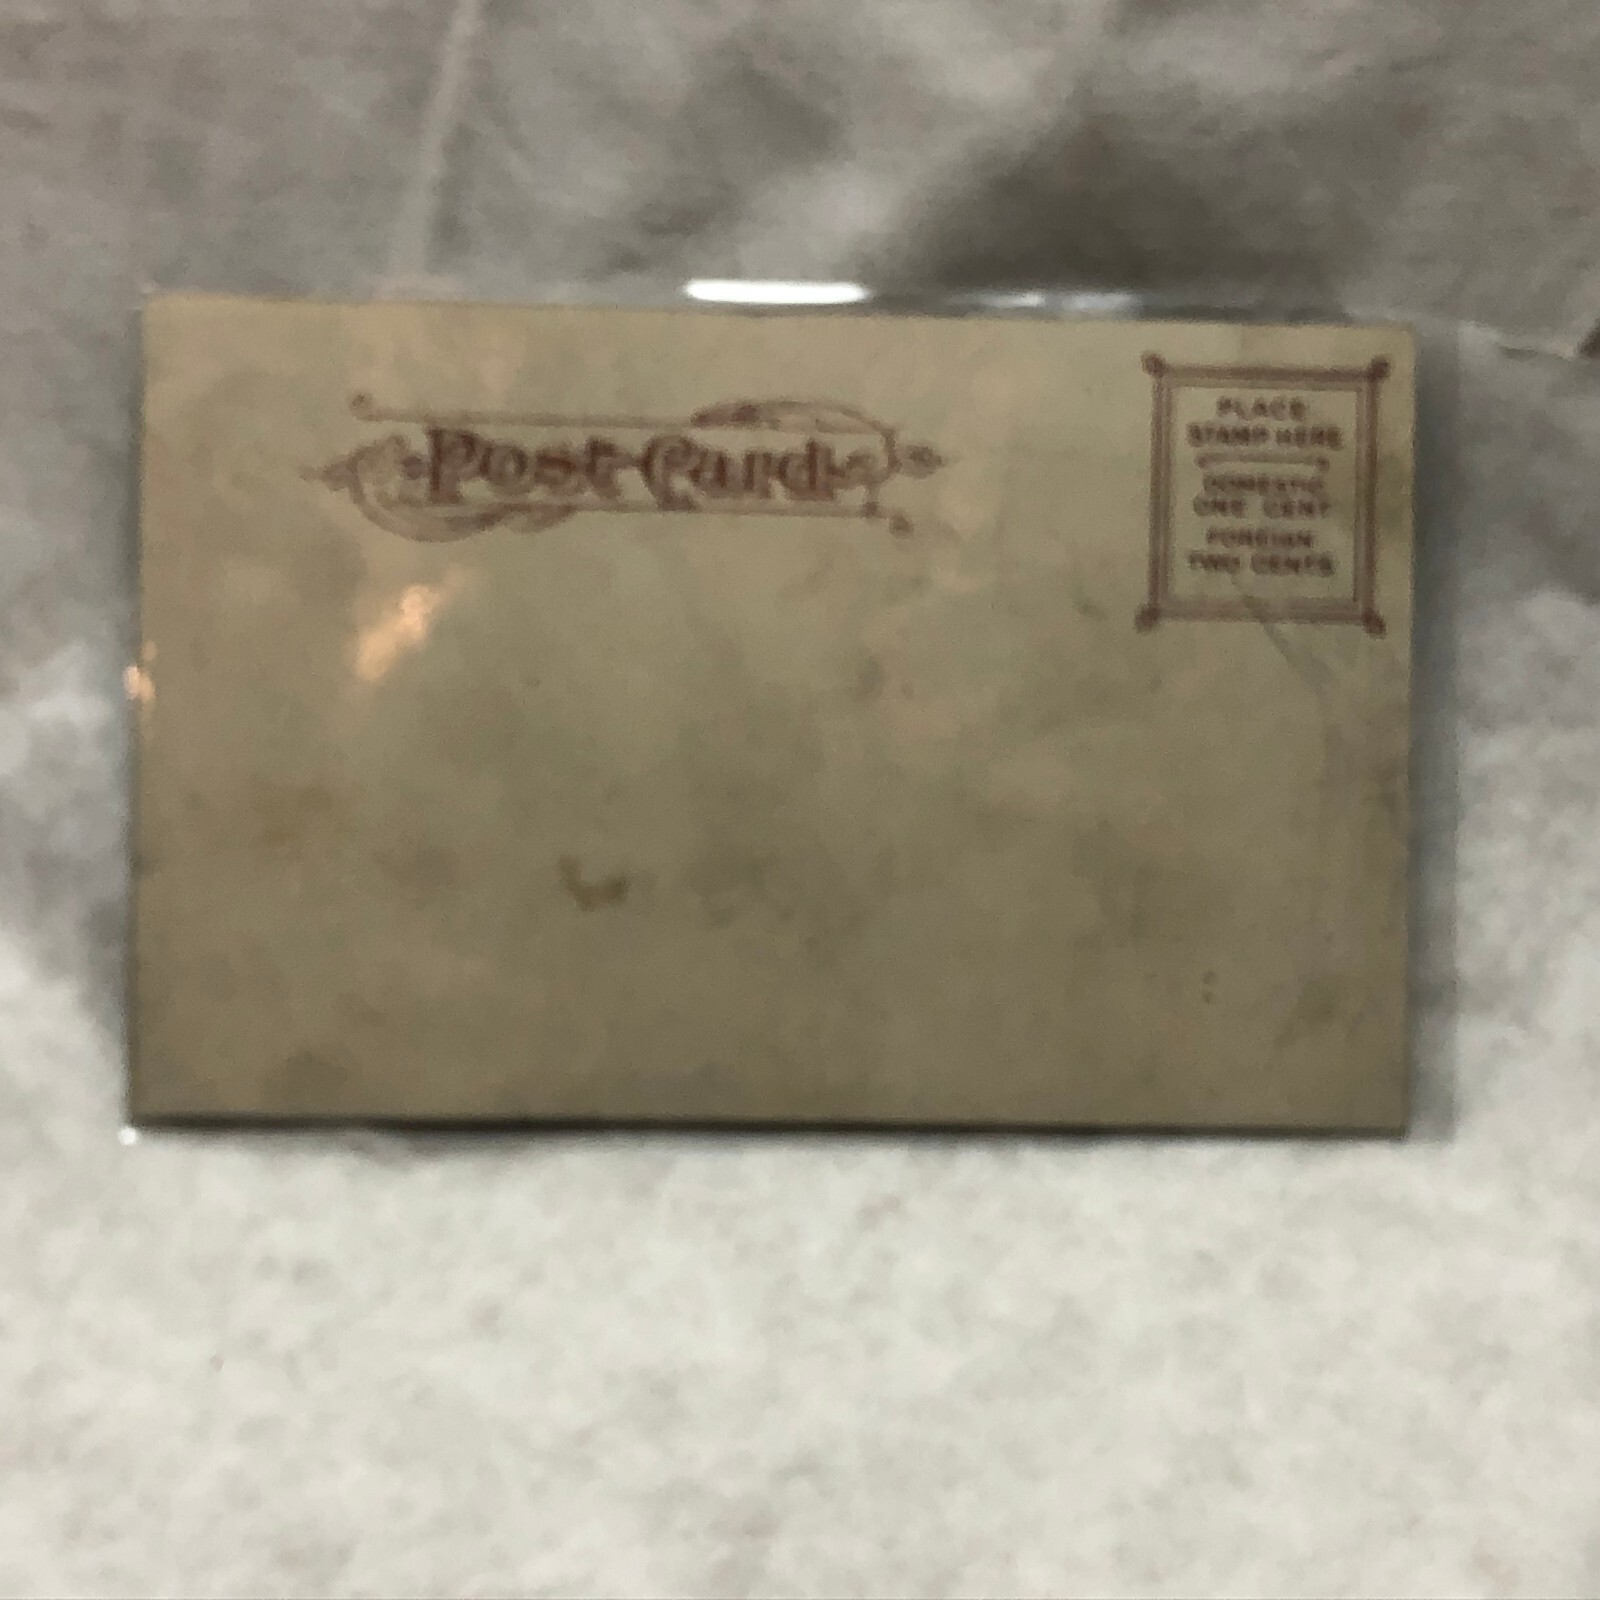 Post Card
PLACE
STAMP HERE
DOMESTIC
ONE CENT
FOREIGN
TWO CENTS